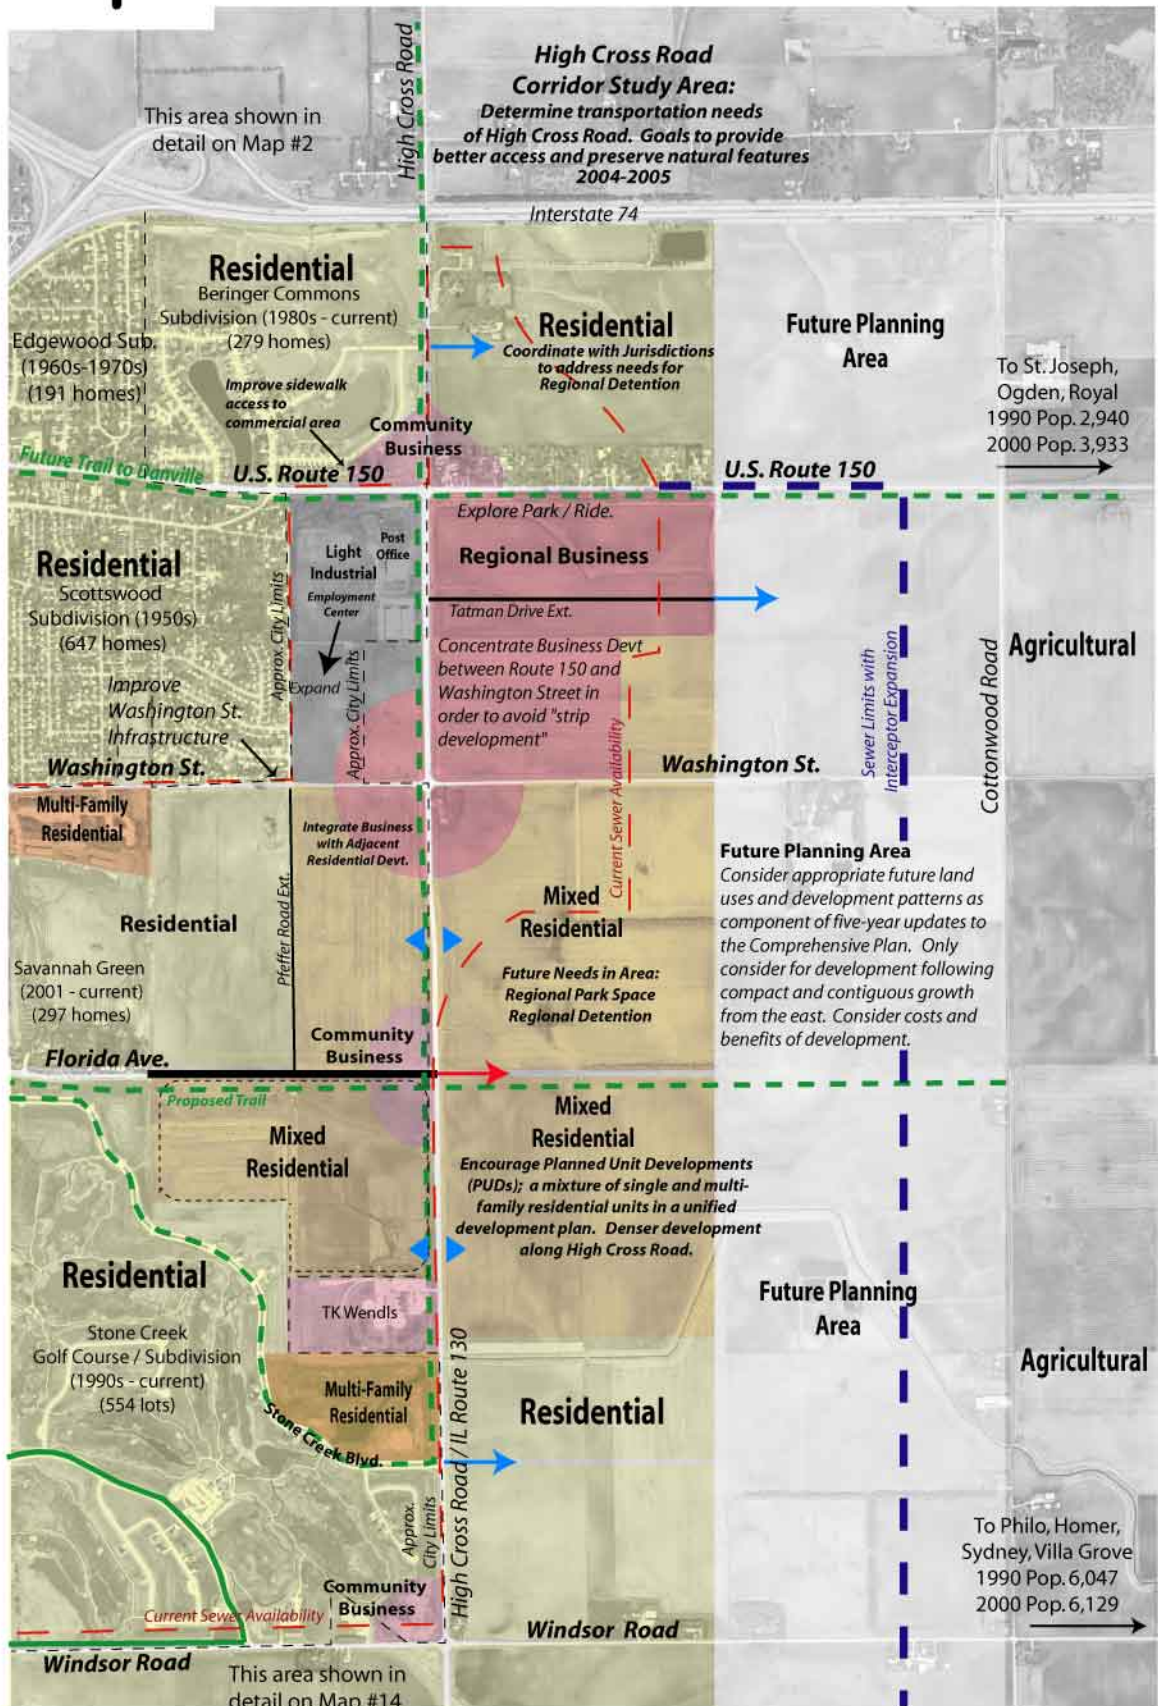 High Cross Road
High Cross Road
Corridor Study Area:
Determine transportation needs
of High Cross Road. Goals to provide
better access and preserve natural features
2004-2005
This area shown in
detail on Map #2
Interstate 74
Residential
Beringer Commons
Subdivision (1980s - current)
(279 homes)
Edgewood Sub.
(1960s-1970s)
(191 homes)
Improve sidewalk
access to
commercial area
Community
Business
Residential
Coordinate with Jurisdictions
to address needs for
Regional Detention
Future Planning
Area
To St. Joseph,
Ogden, Royal
1990 Pop. 2,940
2000 Pop. 3,933
Future Trail to Danville
U.S. Route 150
U.S. Route 150
Explore Park / Ride.
Regional Business
Tatman Drive Ext.
Concentrate Business Devt
between Route 150 and
Washington Street in
order to avoid "strip
development"
Light
Industrial
Post
Office
Employment
Center
Expand
Approx. City Limits
Approx. City Limits
Residential
Scottswood
Subdivision (1950s)
(647 homes)
Improve
Washington St.
Infrastructure
Washington St.
Washington St.
Sewer Limits with
Interceptor Expansion
Cottonwood Road
Agricultural
Current Sewer Availability
Multi-Family
Residential
Integrate Business
with Adjacent
Residential Devt.
Pfeffer Road Ext.
Residential
Savannah Green
(2001 - current)
(297 homes)
Mixed
Residential
Future Needs in Area:
Regional Park Space
Regional Detention
Future Planning Area
Consider appropriate future land
uses and development patterns as
component of five-year updates to
the Comprehensive Plan. Only
consider for development following
compact and contiguous growth
from the east. Consider costs and
benefits of development.
Community
Business
Florida Ave.
Proposed Trail
Mixed
Residential
Mixed
Residential
Encourage Planned Unit Developments
(PUDs); a mixture of single and multi-
family residential units in a unified
development plan. Denser development
along High Cross Road.
Residential
Stone Creek
Golf Course / Subdivision
(1990s - current)
(554 lots)
TK Wendls
Multi-Family
Residential
Stone Creek Blvd.
High Cross Road / IL Route 130
Residential
Future Planning
Area
Agricultural
Approx.
City Limits
To Philo, Homer,
Sydney, Villa Grove
1990 Pop. 6,047
2000 Pop. 6,129
Community
Business
Current Sewer Availability
Windsor Road
Windsor Road
This area shown in
detail on Map #14